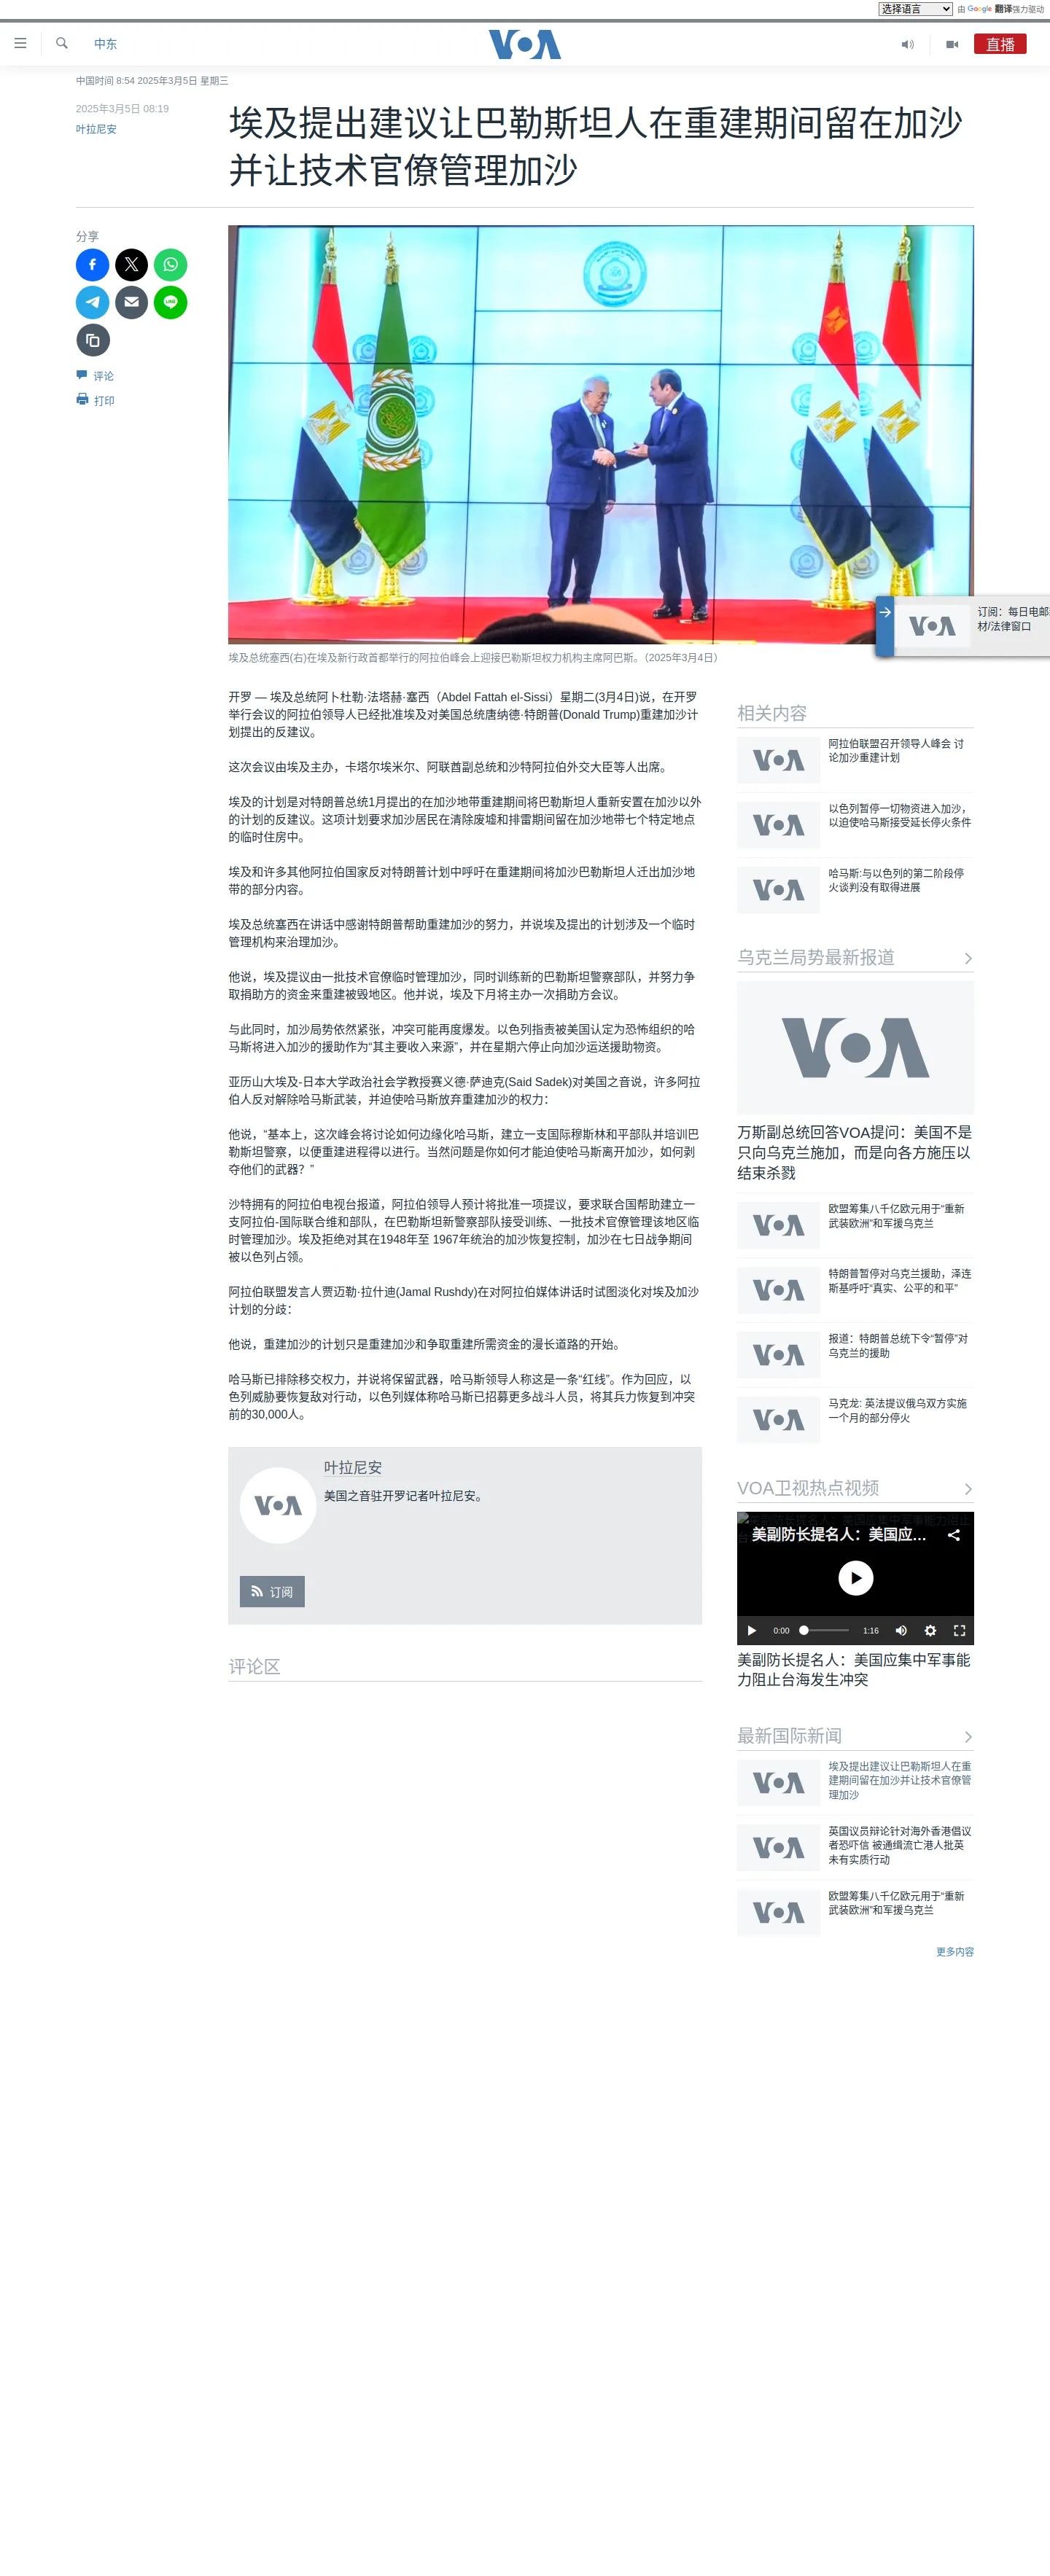 选择语言
由 Google 翻译强力驱动
中东
VOA
直播
中国时间 8:54 2025年3月5日 星期三
2025年3月5日 08:19
叶拉尼安
埃及提出建议让巴勒斯坦人在重建期间留在加沙
并让技术官僚管理加沙
分享
LINE
评论
打印
订阅：每日电邮
材/法律窗口
VOA
埃及总统塞西(右)在埃及新行政首都举行的阿拉伯峰会上迎接巴勒斯坦权力机构主席阿巴斯。（2025年3月4日）
开罗 — 埃及总统阿卜杜勒·法塔赫·塞西（Abdel Fattah el-Sissi）星期二(3月4日)说，在开罗
举行会议的阿拉伯领导人已经批准埃及对美国总统唐纳德·特朗普(Donald Trump)重建加沙计
划提出的反建议。
这次会议由埃及主办，卡塔尔埃米尔、阿联酋副总统和沙特阿拉伯外交大臣等人出席。
埃及的计划是对特朗普总统1月提出的在加沙地带重建期间将巴勒斯坦人重新安置在加沙以外
的计划的反建议。这项计划要求加沙居民在清除废墟和排雷期间留在加沙地带七个特定地点
的临时住房中。
埃及和许多其他阿拉伯国家反对特朗普计划中呼吁在重建期间将加沙巴勒斯坦人迁出加沙地
带的部分内容。
埃及总统塞西在讲话中感谢特朗普帮助重建加沙的努力，并说埃及提出的计划涉及一个临时
管理机构来治理加沙。
他说，埃及提议由一批技术官僚临时管理加沙，同时训练新的巴勒斯坦警察部队，并努力争
取捐助方的资金来重建被毁地区。他并说，埃及下月将主办一次捐助方会议。
与此同时，加沙局势依然紧张，冲突可能再度爆发。以色列指责被美国认定为恐怖组织的哈
马斯将进入加沙的援助作为“其主要收入来源”，并在星期六停止向加沙运送援助物资。
亚历山大埃及-日本大学政治社会学教授赛义德·萨迪克(Said Sadek)对美国之音说，许多阿拉
伯人反对解除哈马斯武装，并迫使哈马斯放弃重建加沙的权力：
他说，“基本上，这次峰会将讨论如何边缘化哈马斯，建立一支国际穆斯林和平部队并培训巴
勒斯坦警察，以便重建进程得以进行。当然问题是你如何才能迫使哈马斯离开加沙，如何剥
夺他们的武器？”
沙特拥有的阿拉伯电视台报道，阿拉伯领导人预计将批准一项提议，要求联合国帮助建立一
支阿拉伯-国际联合维和部队，在巴勒斯坦新警察部队接受训练、一批技术官僚管理该地区临
时管理加沙。埃及拒绝对其在1948年至 1967年统治的加沙恢复控制，加沙在七日战争期间
被以色列占领。
阿拉伯联盟发言人贾迈勒·拉什迪(Jamal Rushdy)在对阿拉伯媒体讲话时试图淡化对埃及加沙
计划的分歧：
他说，重建加沙的计划只是重建加沙和争取重建所需资金的漫长道路的开始。
哈马斯已排除移交权力，并说将保留武器，哈马斯领导人称这是一条“红线”。作为回应，以
色列威胁要恢复敌对行动，以色列媒体称哈马斯已招募更多战斗人员，将其兵力恢复到冲突
前的30,000人。
VOA
叶拉尼安
美国之音驻开罗记者叶拉尼安。
订阅
评论区
相关内容
VOA
阿拉伯联盟召开领导人峰会 讨
论加沙重建计划
VOA
以色列暂停一切物资进入加沙，
以迫使哈马斯接受延长停火条件
VOA
哈马斯:与以色列的第二阶段停
火谈判没有取得进展
乌克兰局势最新报道
VOA
万斯副总统回答VOA提问：美国不是
只向乌克兰施加，而是向各方施压以
结束杀戮
VOA
欧盟筹集八千亿欧元用于“重新
武装欧洲”和军援乌克兰
VOA
特朗普暂停对乌克兰援助，泽连
斯基呼吁“真实、公平的和平”
VOA
报道：特朗普总统下令“暂停”对
乌克兰的援助
VOA
马克龙: 英法提议俄乌双方实施
一个月的部分停火
VOA卫视热点视频
美副防长提名人：美国应集中军事能力阻止
美副防长提名人：美国应...
0:00
1:16
美副防长提名人：美国应集中军事能
力阻止台海发生冲突
最新国际新闻
VOA
埃及提出建议让巴勒斯坦人在重
建期间留在加沙并让技术官僚管
理加沙
VOA
英国议员辩论针对海外香港倡议
者恐吓信 被通缉流亡港人批英
未有实质行动
VOA
欧盟筹集八千亿欧元用于“重新
武装欧洲”和军援乌克兰
更多内容